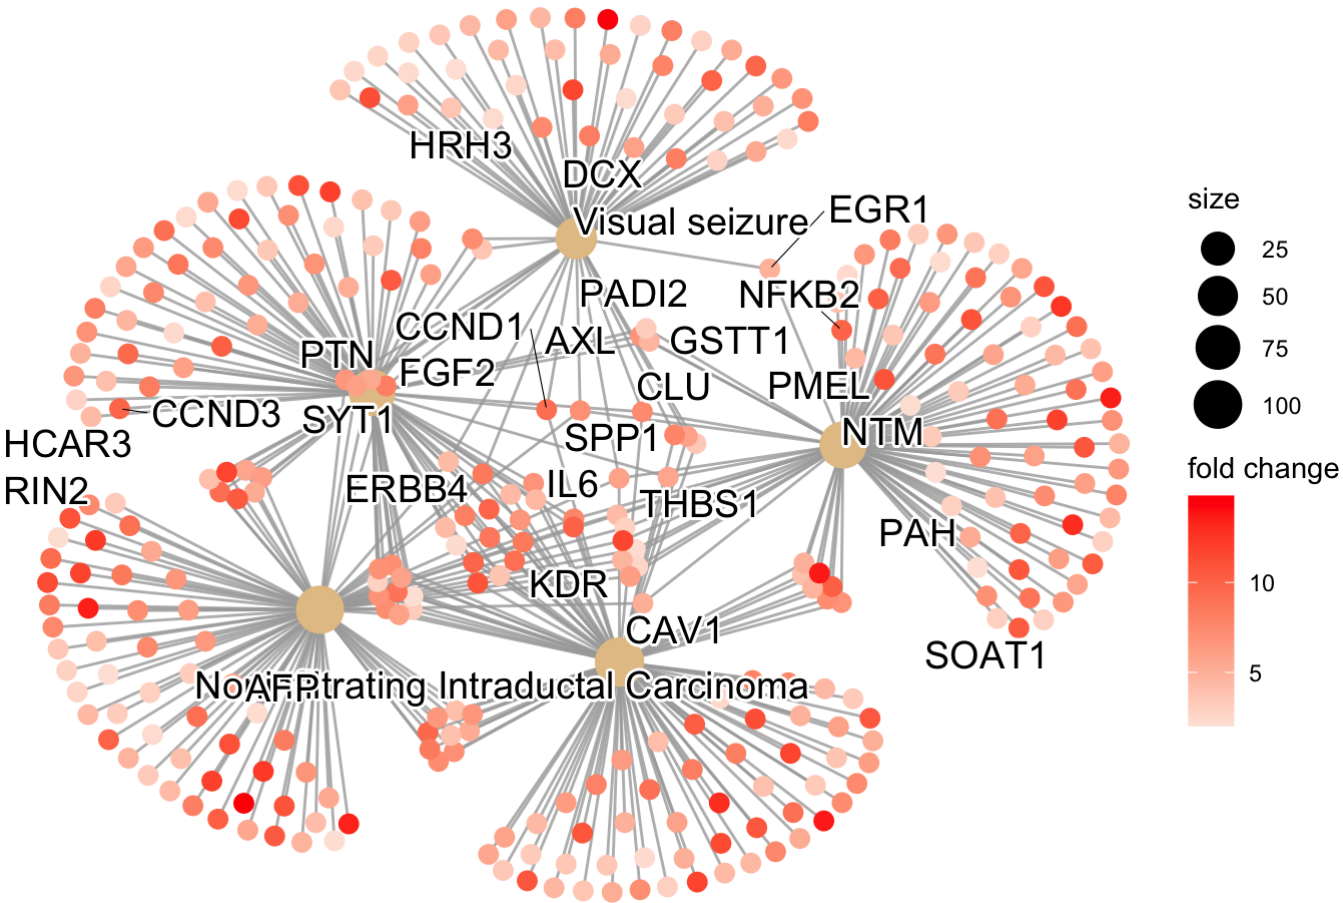 HRH3
DCX
Visual seizure
EGR1
PADI2
NFKB2
CCND1
AXL
GSTT1
PTN
FGF2
CLU
PMEL
CCND3
SYT1
SPP1
NTM
HCAR3
RIN2
ERBB4
IL6
THBS1
PAH
KDR
CAV1
SOAT1
AFP
Intraductal Carcinoma
size
25
50
75
100
fold change
10
5